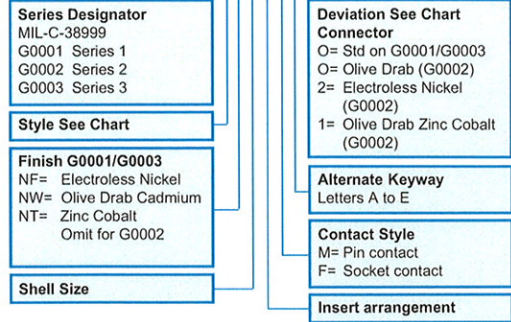 Series Designator
MIL-C-38999
G0001 Series 1
G0002 Series 2
G0003 Series 3
Style See Chart
Finish G0001/G0003
NF= Electroless Nickel
NW= Olive Drab Cadmium
NT= Zinc Cobalt
Omit for G0002
Shell Size
Deviation See Chart
Connector
O= Std on G0001/G0003
O= Olive Drab (G0002)
2= Electroless Nickel
(G0002)
1= Olive Drab Zinc Cobalt
(G0002)
Alternate Keyway
Letters A to E
Contact Style
M= Pin contact
F= Socket contact
Insert arrangement